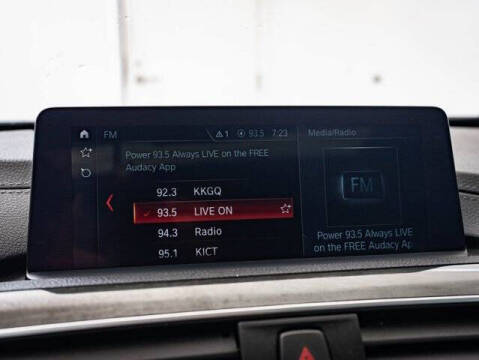 FM
1 93.5 7:23
Media/Radio
Power 93.5 Always LIVE on the FREE
Audacy App
92.3 KKGQ
93.5 LIVE ON
94.3 Radio
95.1 KICT
FM
Power 93.5 Always LIVE
on the FREE Audacy Ap